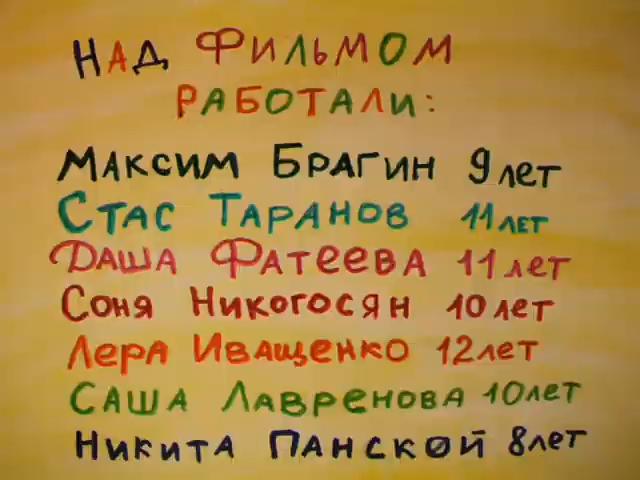 НАД ФИЛЬМОМ
РАБОТАЛИ:
МАКСИМ БРАГИН 9 лет
СТАС ТАРАНОВ 11 лет
ДАША ФАТЕЕВА 11 лет
СОНЯ НИКОГОСЯН 10 лет
ЛЕРА ИВАЩЕНКО 12 лет
САША ЛАВРЕНОВА 10 лет
НИКИТА ПАНСКОЙ 8 лет